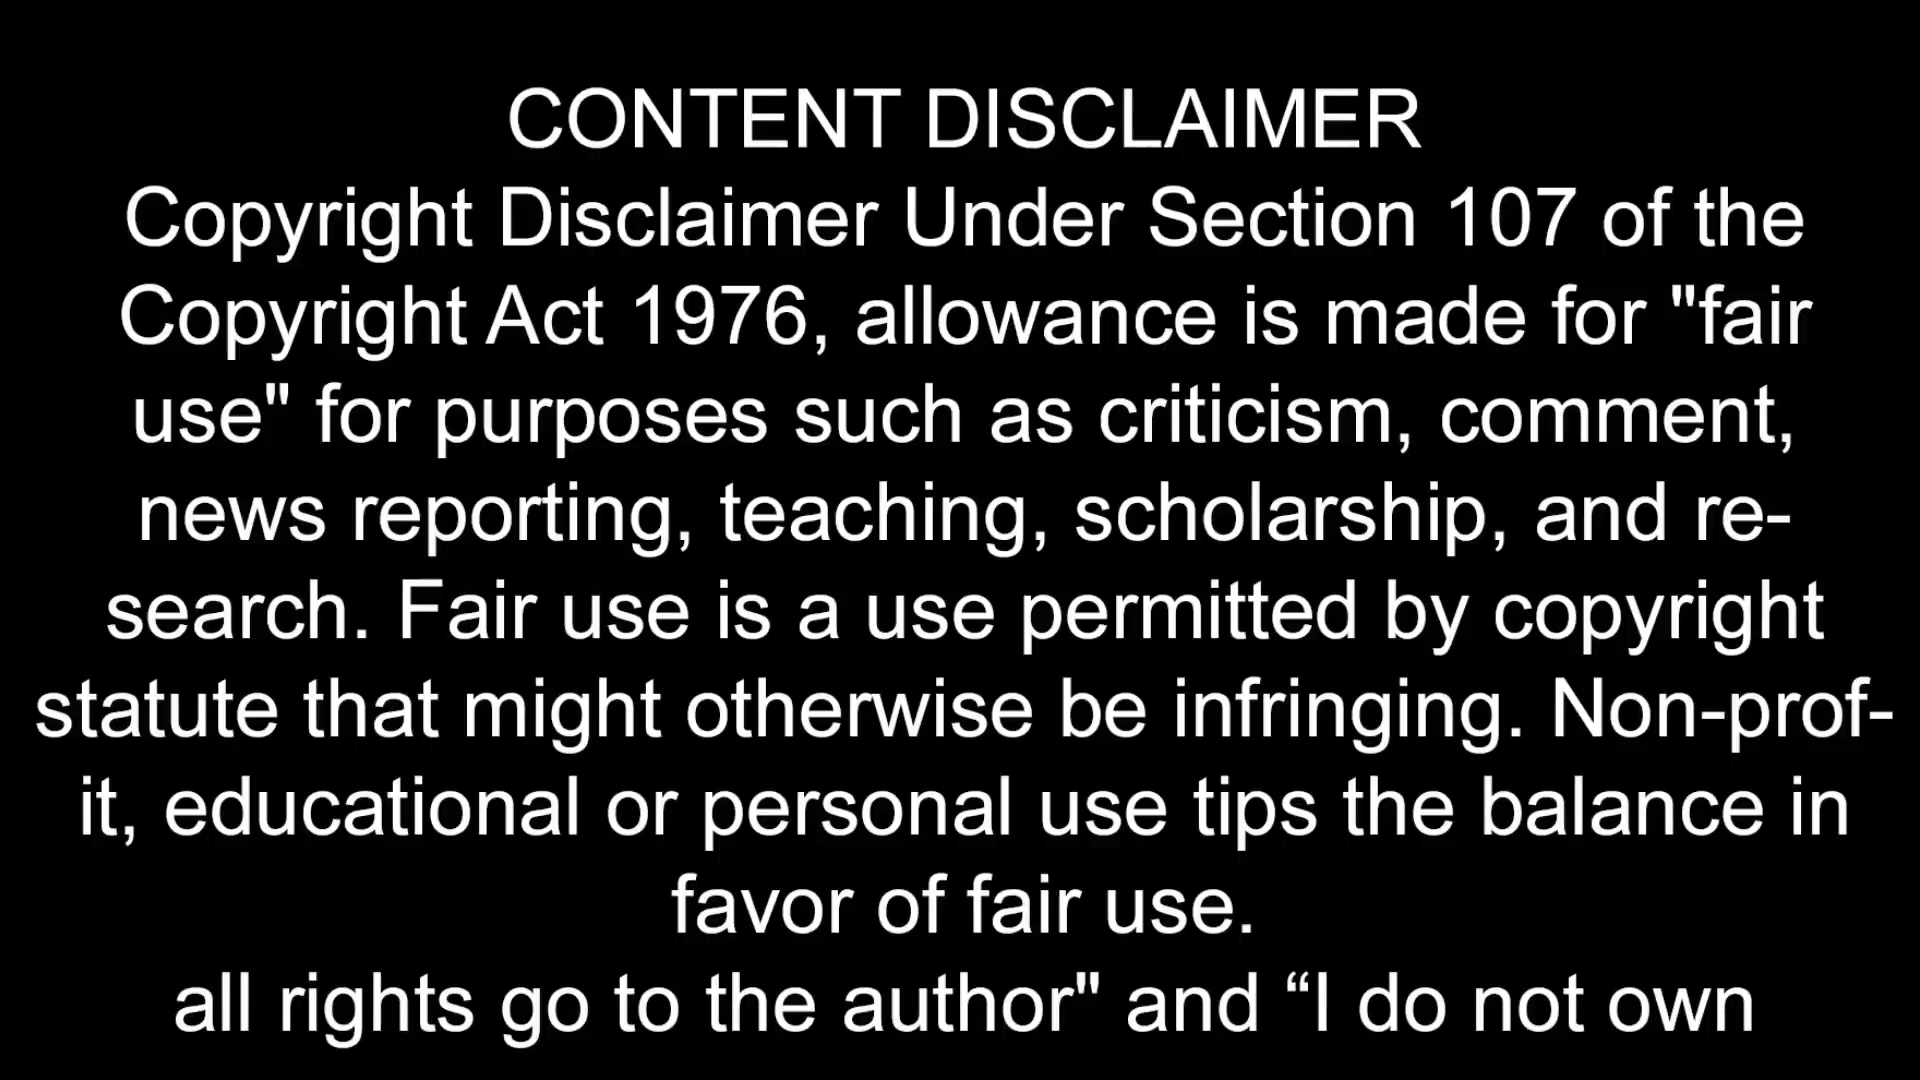 CONTENT DISCLAIMER
Copyright Disclaimer Under Section 107 of the
Copyright Act 1976, allowance is made for "fair
use" for purposes such as criticism, comment,
news reporting, teaching, scholarship, and re-
search. Fair use is a use permitted by copyright
statute that might otherwise be infringing. Non-prof-
it, educational or personal use tips the balance in
favor of fair use.
all rights go to the author" and “I do not own